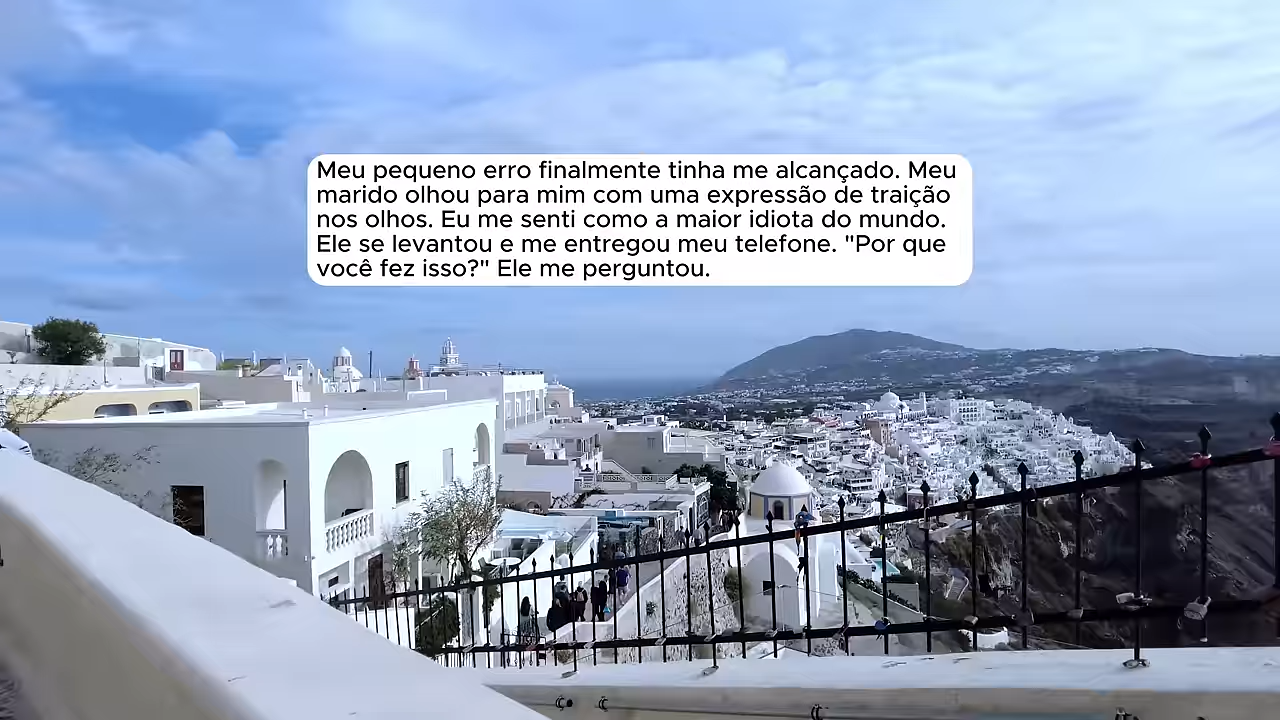 Meu pequeno erro finalmente tinha me alcançado. Meu
marido olhou para mim com uma expressão de traição
nos olhos. Eu me senti como a maior idiota do mundo.
Ele se levantou e me entregou meu telefone. "Por que
você fez isso?" Ele me perguntou.